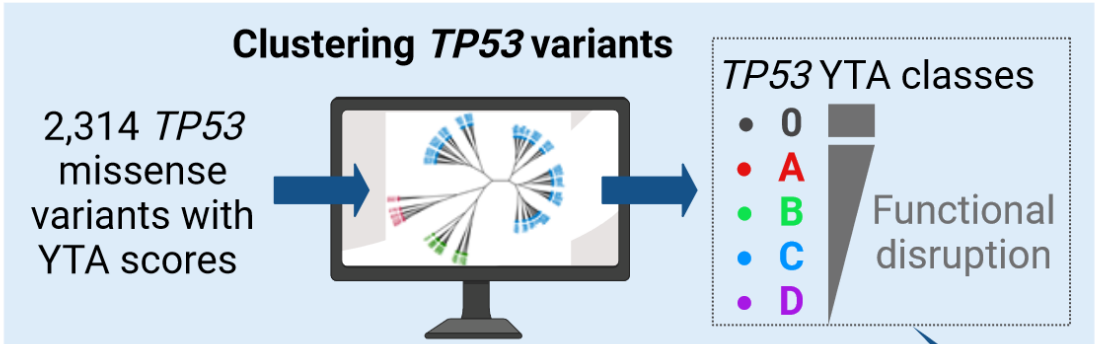 Clustering TP53 variants
2,314 TP53
missense
variants with
YTA scores
TP53 YTA classes
• 0
• A
• B
• C
• D
Functional
disruption